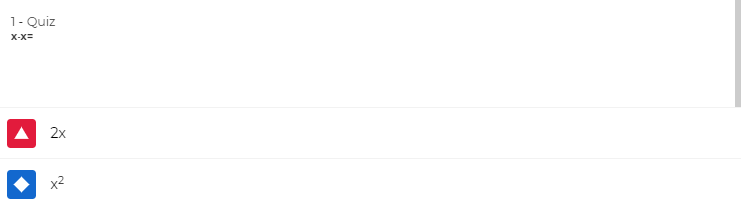 1 - Quiz
x·x=
2x
x²